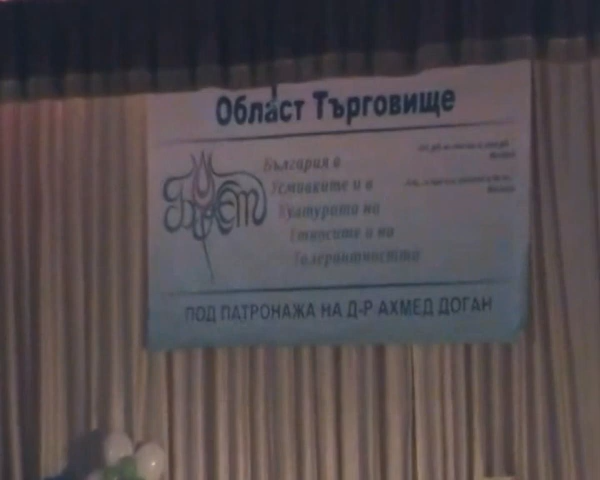 Област Търговище
България в
Усмивките и в
Културата на
Етносите и на
Толерантността
ПОД ПАТРОНАЖА НА Д-Р АХМЕД ДОГАН